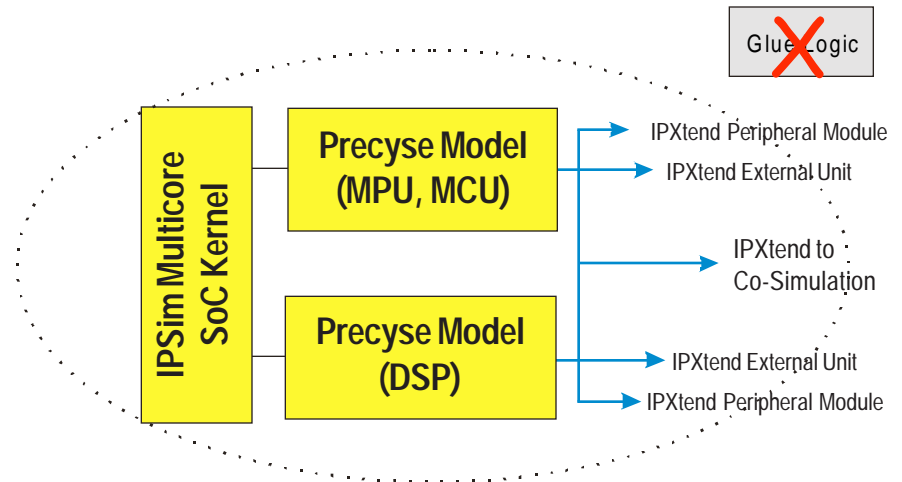 Glue Logic
IPSim Multicore
SoC Kernel
Precyse Model
(MPU, MCU)
Precyse Model
(DSP)
IPXtend Peripheral Module
IPXtend External Unit
IPXtend to
Co-Simulation
IPXtend External Unit
IPXtend Peripheral Module